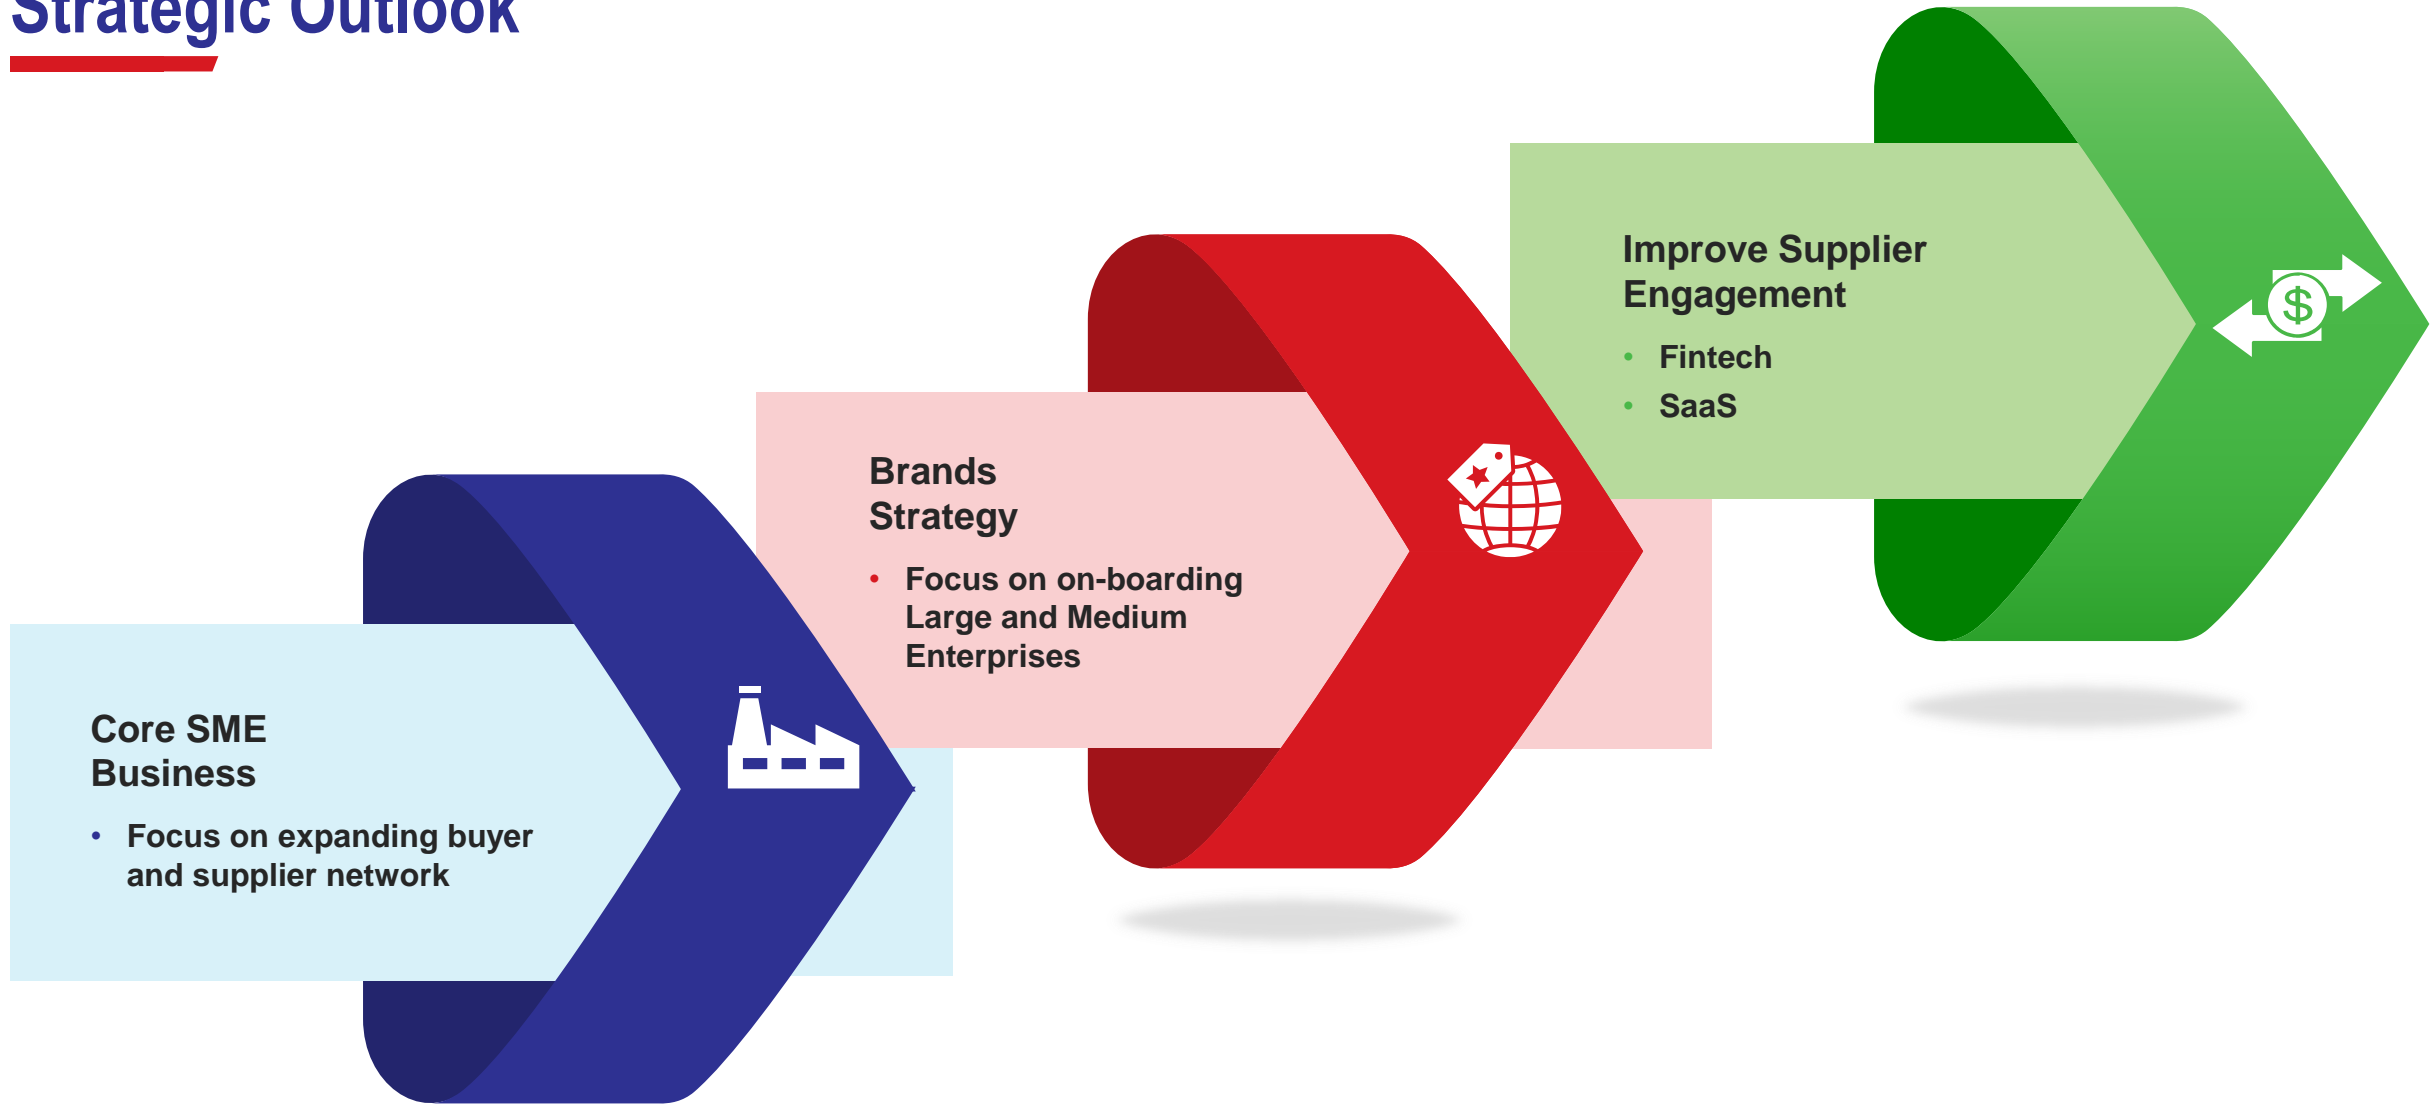 Strategic Outlook
Core SME
Business
• Focus on expanding buyer
and supplier network
Brands
Strategy
• Focus on on-boarding
Large and Medium
Enterprises
Improve Supplier
Engagement
• Fintech
• SaaS
$